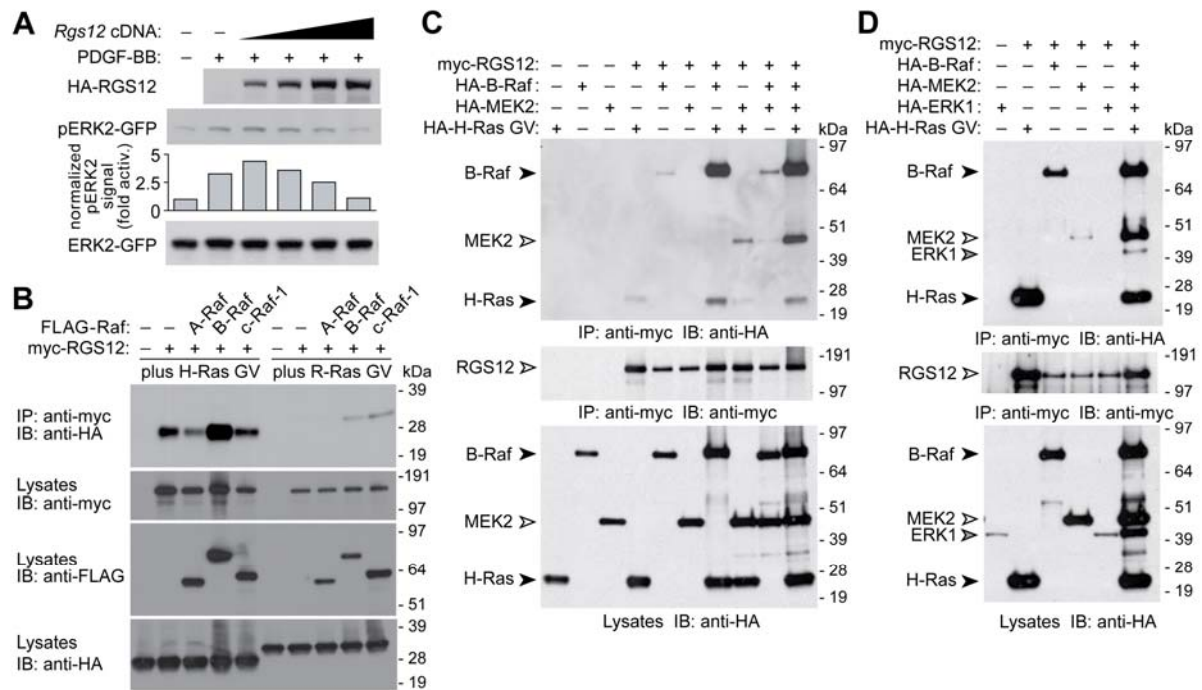 A
Rgs12 cDNA: – –
PDGF-BB: – + + + + +
HA-RGS12
pERK2-GFP
normalized pERK2 signal (fold activ.)
5
2.5
0
ERK2-GFP
B
FLAG-Raf: – – A-Raf B-Raf c-Raf-1 – – A-Raf B-Raf c-Raf-1
myc-RGS12: – + + + + – + + + +
plus H-Ras GV plus R-Ras GV kDa
IP: anti-myc
IB: anti-HA
- 39
- 28
- 19
Lysates
IB: anti-myc
- 191
- 97
Lysates
IB: anti-FLAG
- 97
- 64
- 51
Lysates
IB: anti-HA
- 39
- 28
- 19
C
myc-RGS12: – – – + + + + + + +
HA-B-Raf: – + – – + – + – + +
HA-MEK2: – – + – – + – + + +
HA-H-Ras GV: + – – + – – + + – +
kDa
- 97
B-Raf
- 64
- 51
MEK2
- 39
- 28
H-Ras
- 19
IP: anti-myc IB: anti-HA
- 191
RGS12
- 97
IP: anti-myc IB: anti-myc
- 97
B-Raf
- 64
- 51
MEK2
- 39
- 28
H-Ras
- 19
Lysates IB: anti-HA
D
myc-RGS12: – + + + + +
HA-B-Raf: – – + – – +
HA-MEK2: – – – + – +
HA-ERK1: + – – – + +
HA-H-Ras GV: – + – – – +
kDa
- 97
B-Raf
- 64
- 51
MEK2
ERK1
- 39
- 28
H-Ras
- 19
IP: anti-myc IB: anti-HA
- 191
RGS12
- 97
IP: anti-myc IB: anti-myc
- 97
B-Raf
- 64
- 51
MEK2
ERK1
- 39
- 28
H-Ras
- 19
Lysates IB: anti-HA